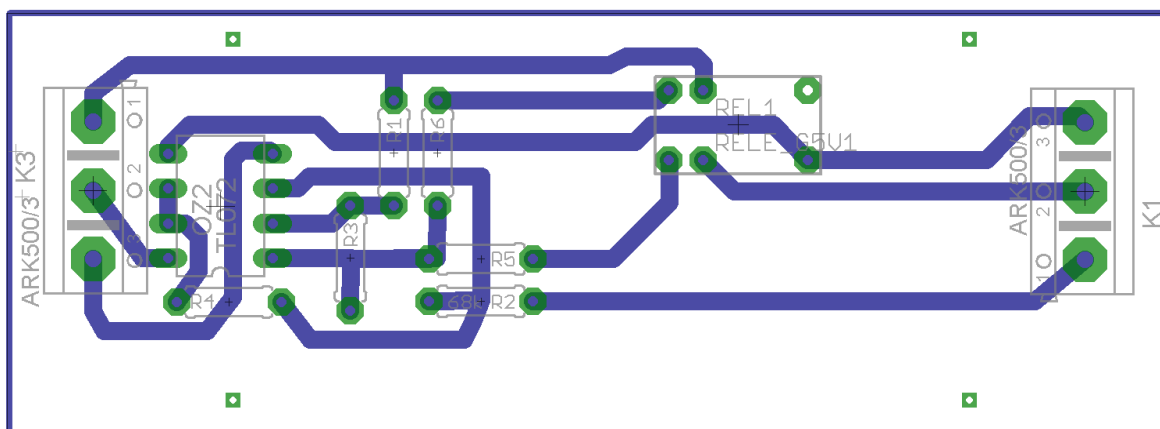 K3
ARK500/3
1
2
3
OZ2
TL072
R1
R6
R3
R4
R5
68k
R2
REL1
RELE_G5V1
ARK500/3
3
2
1
K1